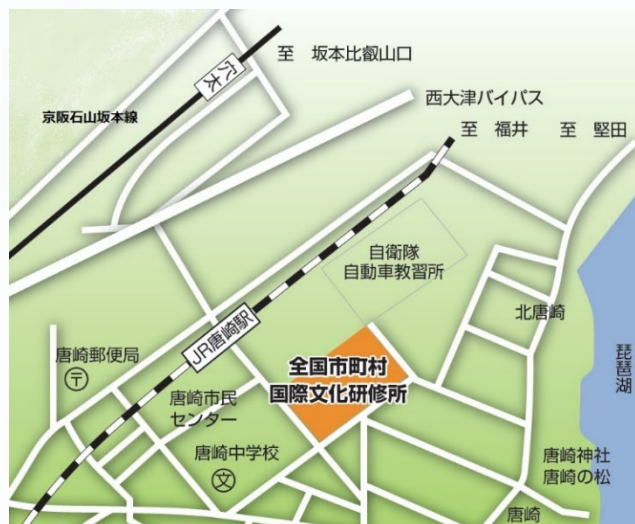 至 坂本比叡山口
穴太
京阪石山坂本線
西大津バイパス
至 福井
至 堅田
自衛隊
自動車教習所
北唐崎
JR唐崎駅
唐崎郵便局
〒
全国市町村
国際文化研修所
琵琶湖
唐崎市民
センター
唐崎中学校
文
唐崎神社
唐崎の松
唐崎